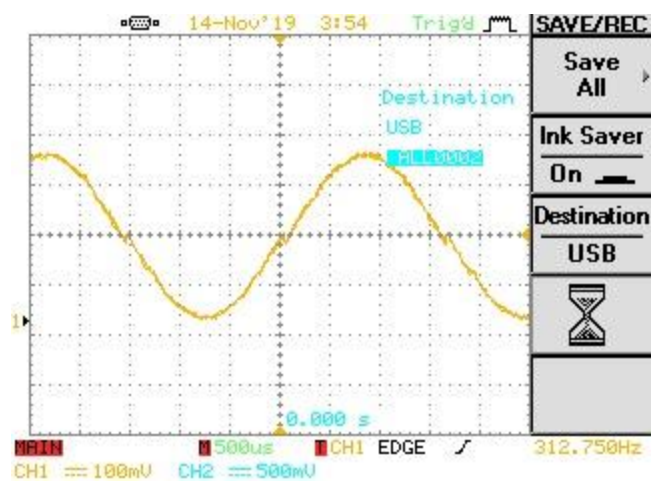 14-Nov'19 3:54 Trig'd SAVE/REC
Save
All
Destination
USB
ALL0002
Ink Saver
On
Destination
USB
1
0.000 s
MAIN M 500us T CH1 EDGE 312.750Hz
CH1 100mV CH2 500mV